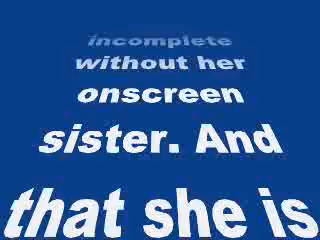 incomplete
without her
onscreen
sister. And
that she is